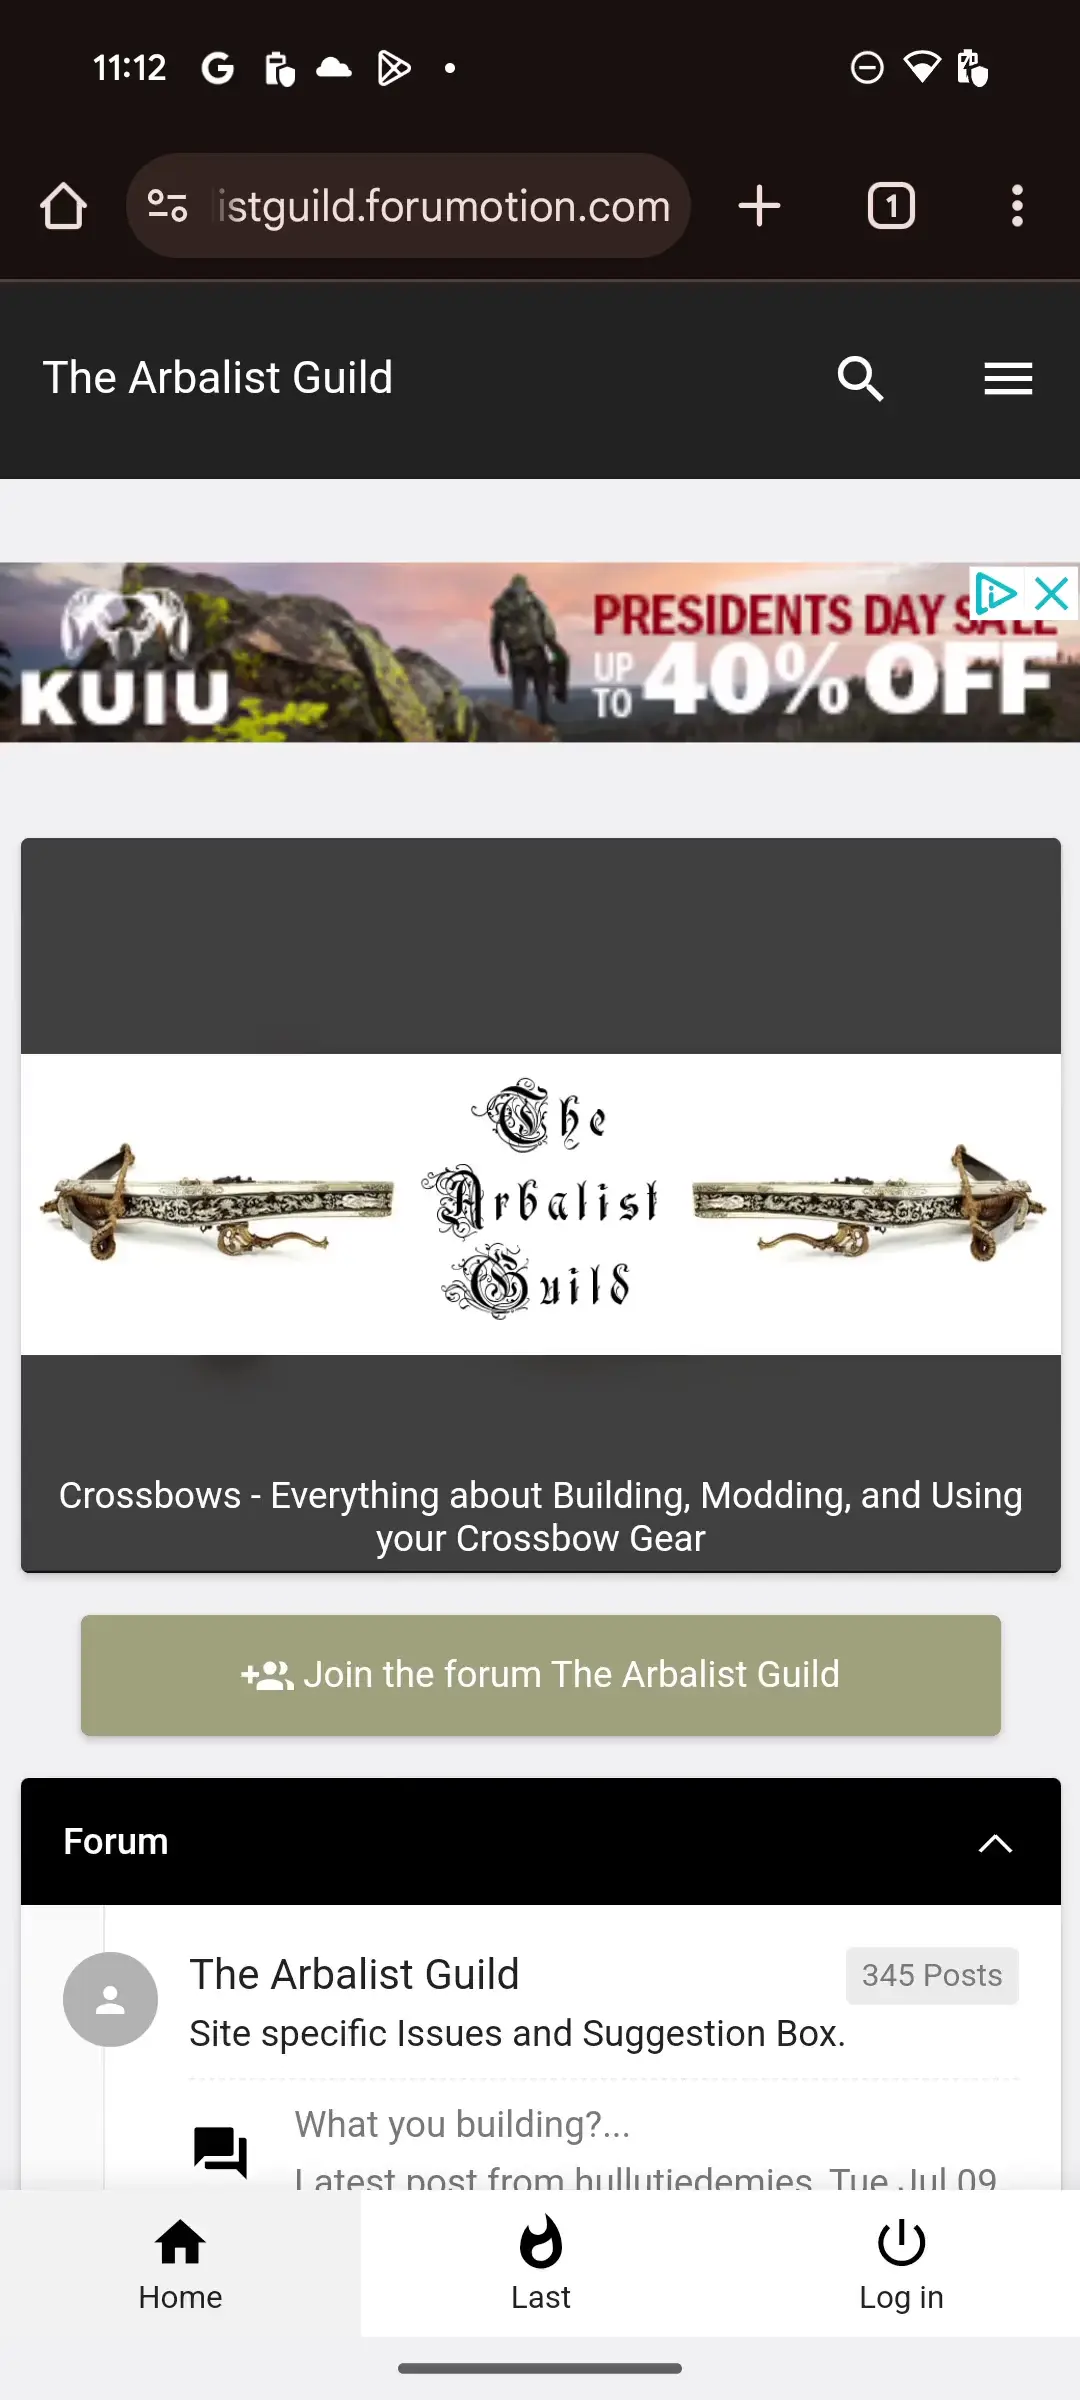 11:12
istguild.forumotion.com
1
The Arbalist Guild
KUIU
PRESIDENTS DAY SALE
UP TO 40% OFF
The
Arbalist
Guild
Crossbows - Everything about Building, Modding, and Using
your Crossbow Gear
Join the forum The Arbalist Guild
Forum
The Arbalist Guild
345 Posts
Site specific Issues and Suggestion Box.
What you building?...
Latest post from hullutiedemies, Tue Jul 09
Home
Last
Log in